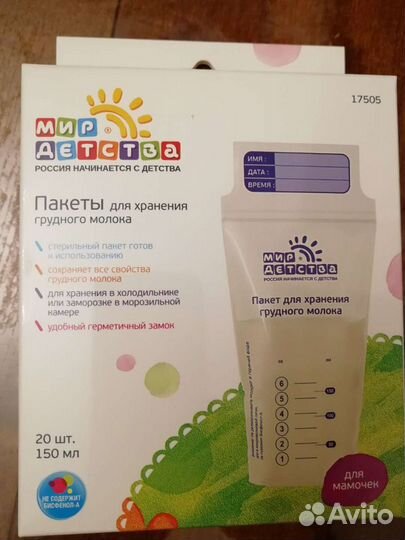 17505
МИР
ДЕТСТВА
РОССИЯ НАЧИНАЕТСЯ С ДЕТСТВА
Пакеты для хранения
грудного молока
стерильный пакет готов
к использованию
сохраняет все свойства
грудного молока
для хранения в холодильнике
или заморозке в морозильной
камере
удобный герметичный замок
20 шт.
150 мл
НЕ СОДЕРЖИТ
БИСФЕНОЛ-А
ИМЯ :
ДАТА :
ВРЕМЯ :
МИР
ДЕТСТВА
РОССИЯ НАЧИНАЕТСЯ С ДЕТСТВА
Пакет для хранения
грудного молока
6
5 150
4 100
3
2 50
1
для
мамочек
Avito